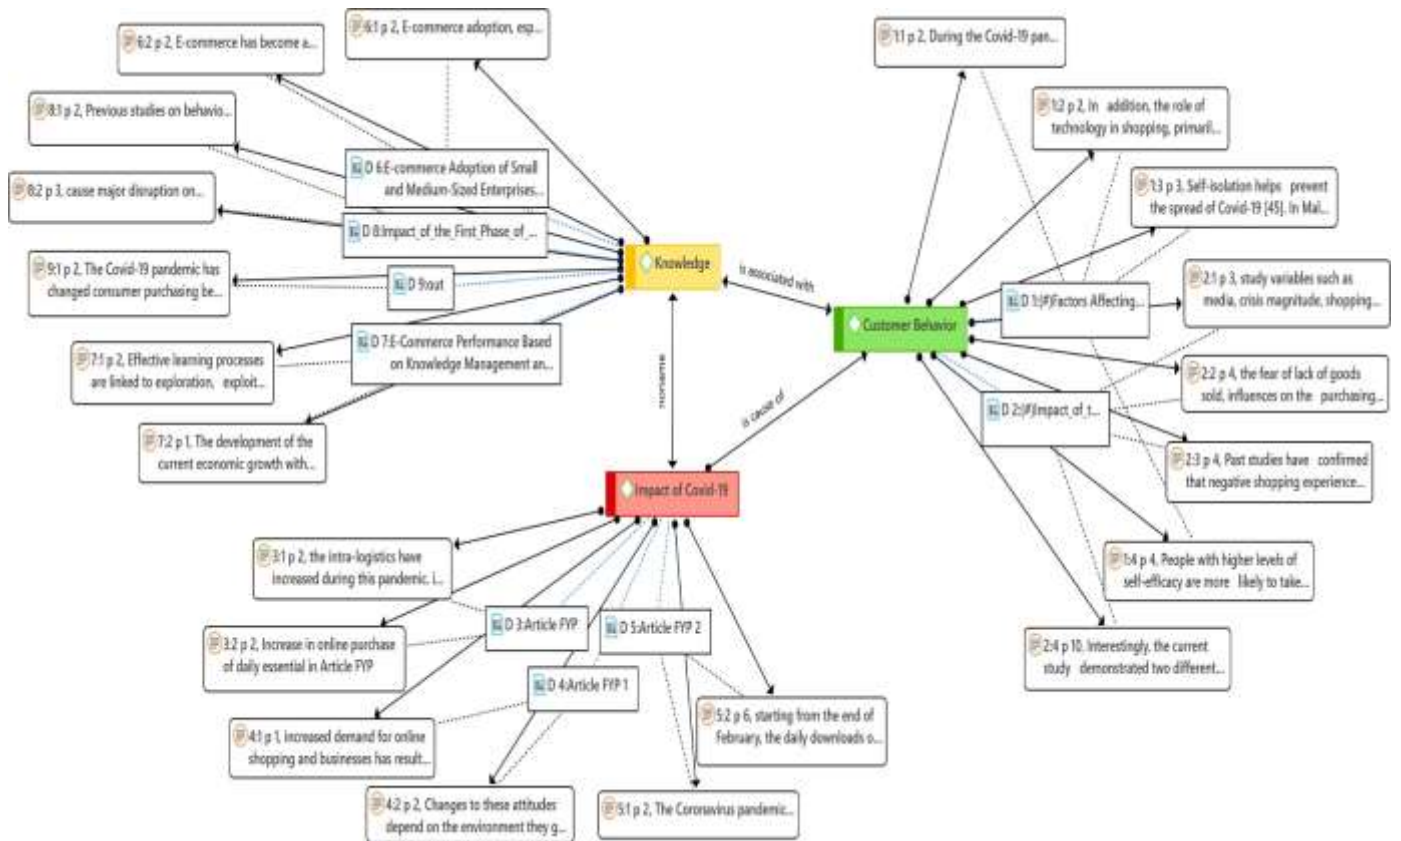 6:2 p 2, E-commerce has become a...
6:1 p 2, E-commerce adoption, esp...
1:1 p 2, During the Covid-19 pan...
8:1 p 2, Previous studies on behavio...
1:2 p 2, In addition, the role of
technology in shopping, primaril...
D 6:E-commerce Adoption of Small
and Medium-Sized Enterprises...
8:2 p 3, cause major disruption on...
1:3 p 3, Self-isolation helps prevent
the spread of Covid-19 [45]. In Mal...
D 8:Impact_of_the_First_Phase_of_...
9:1 p 2, The Covid-19 pandemic has
changed consumer purchasing be...
D 9:out
Knowledge
is associated with
2:1 p 3, study variables such as
media, crisis magnitude, shopping...
D 1:(#)Factors Affecting...
Customer Behavior
7:1 p 2, Effective learning processes
are linked to exploration, exploit...
D 7:E-Commerce Performance Based
on Knowledge Management an...
noname
is cause of
2:2 p 4, the fear of lack of goods
sold, influences on the purchasing...
D 2:(#)Impact_of_t...
7:2 p 1, The development of the
current economic growth with...
2:3 p 4, Past studies have confirmed
that negative shopping experience...
Impact of Covid-19
3:1 p 2, the intra-logistics have
increased during this pandemic. i...
1:4 p 4, People with higher levels of
self-efficacy are more likely to take...
D 3:Article FYP
D 5:Article FYP 2
3:2 p 2, Increase in online purchase
of daily essential in Article FYP
2:4 p 10, Interestingly, the current
study demonstrated two different...
D 4:Article FYP 1
4:1 p 1, increased demand for online
shopping and businesses has result...
5:2 p 6, starting from the end of
February, the daily downloads o...
4:2 p 2, Changes to these attitudes
depend on the environment they g...
5:1 p 2, The Coronavirus pandemic...